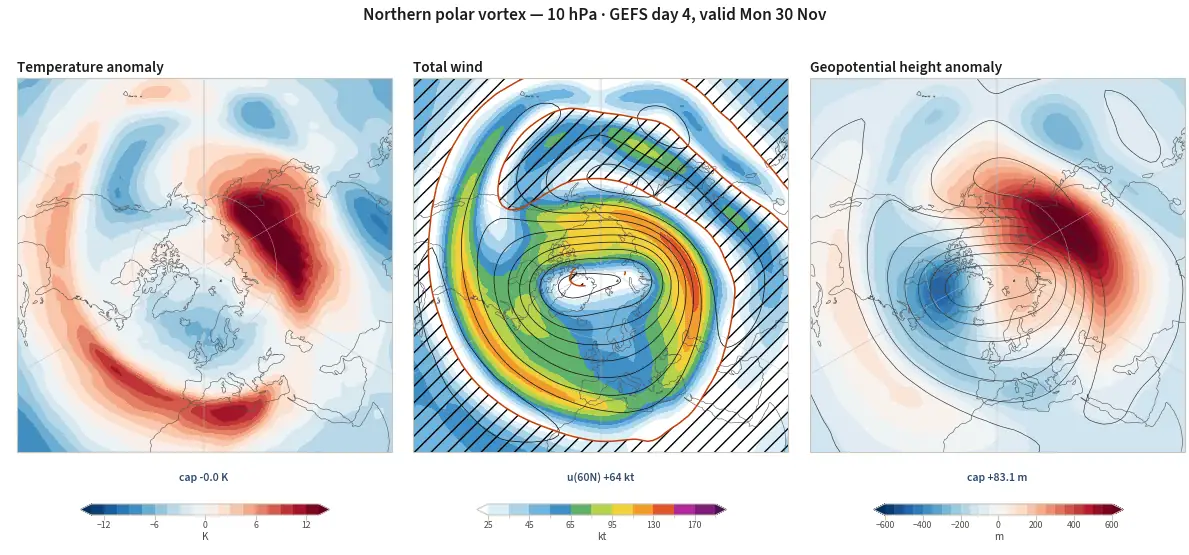 Northern polar vortex — 10 hPa · GEFS day 4, valid Mon 30 Nov
Temperature anomaly
Total wind
Geopotential height anomaly
cap -0.0 K
u(60N) +64 kt
cap +83.1 m
−12 −6 0 6 12
K
25 45 65 95 130 170
kt
−600 −400 −200 0 200 400 600
m